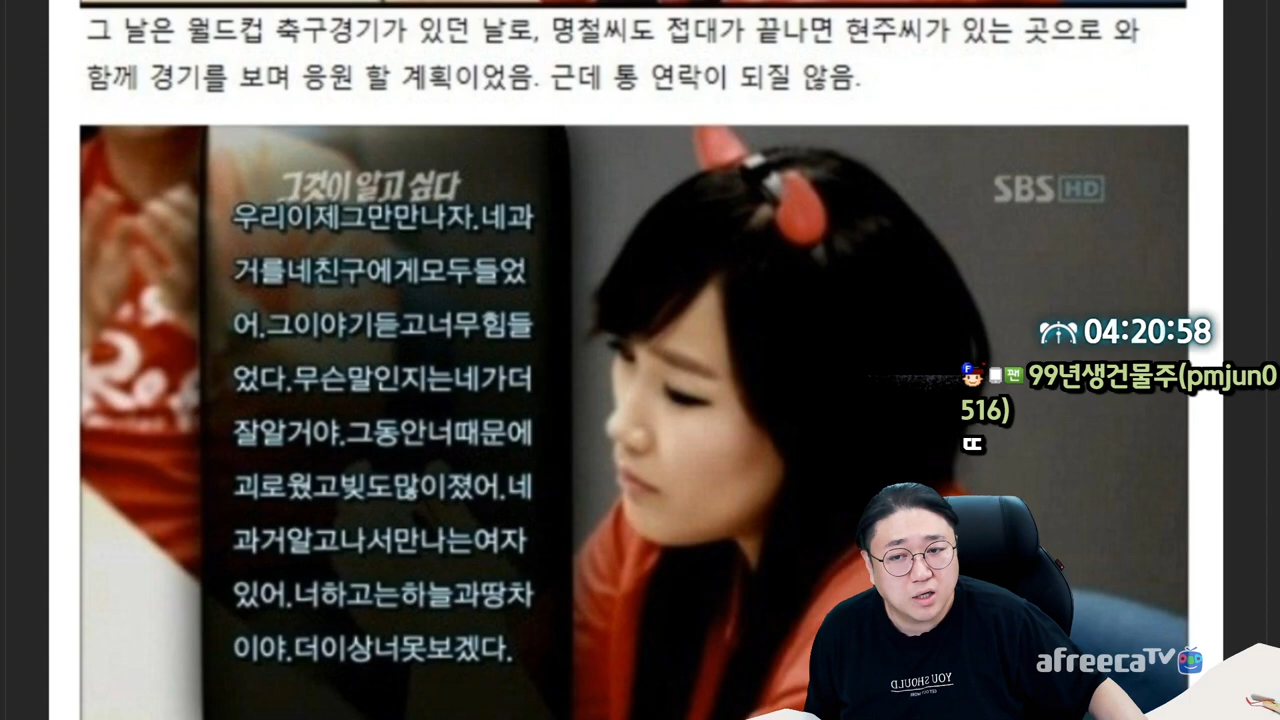 그 날은 월드컵 축구경기가 있던 날로, 명철씨도 접대가 끝나면 현주씨가 있는 곳으로 와
함께 경기를 보며 응원 할 계획이었음. 근데 통 연락이 되질 않음.
그것이 알고 싶다
SBS HD
우리이제그만만나자.네과
거를네친구에게모두들었
어.그이야기듣고너무힘들
었다.무슨말인지는네가더
잘알거야.그동안너때문에
괴로웠고빚도많이졌어.네
과거알고나서만나는여자
있어.너하고는하늘과땅차
이야.더이상너못보겠다.
04:20:58
F 팬 99년생건물주(pmjun0
516)
ㄸ
YOU SHOULD
afreecaTV